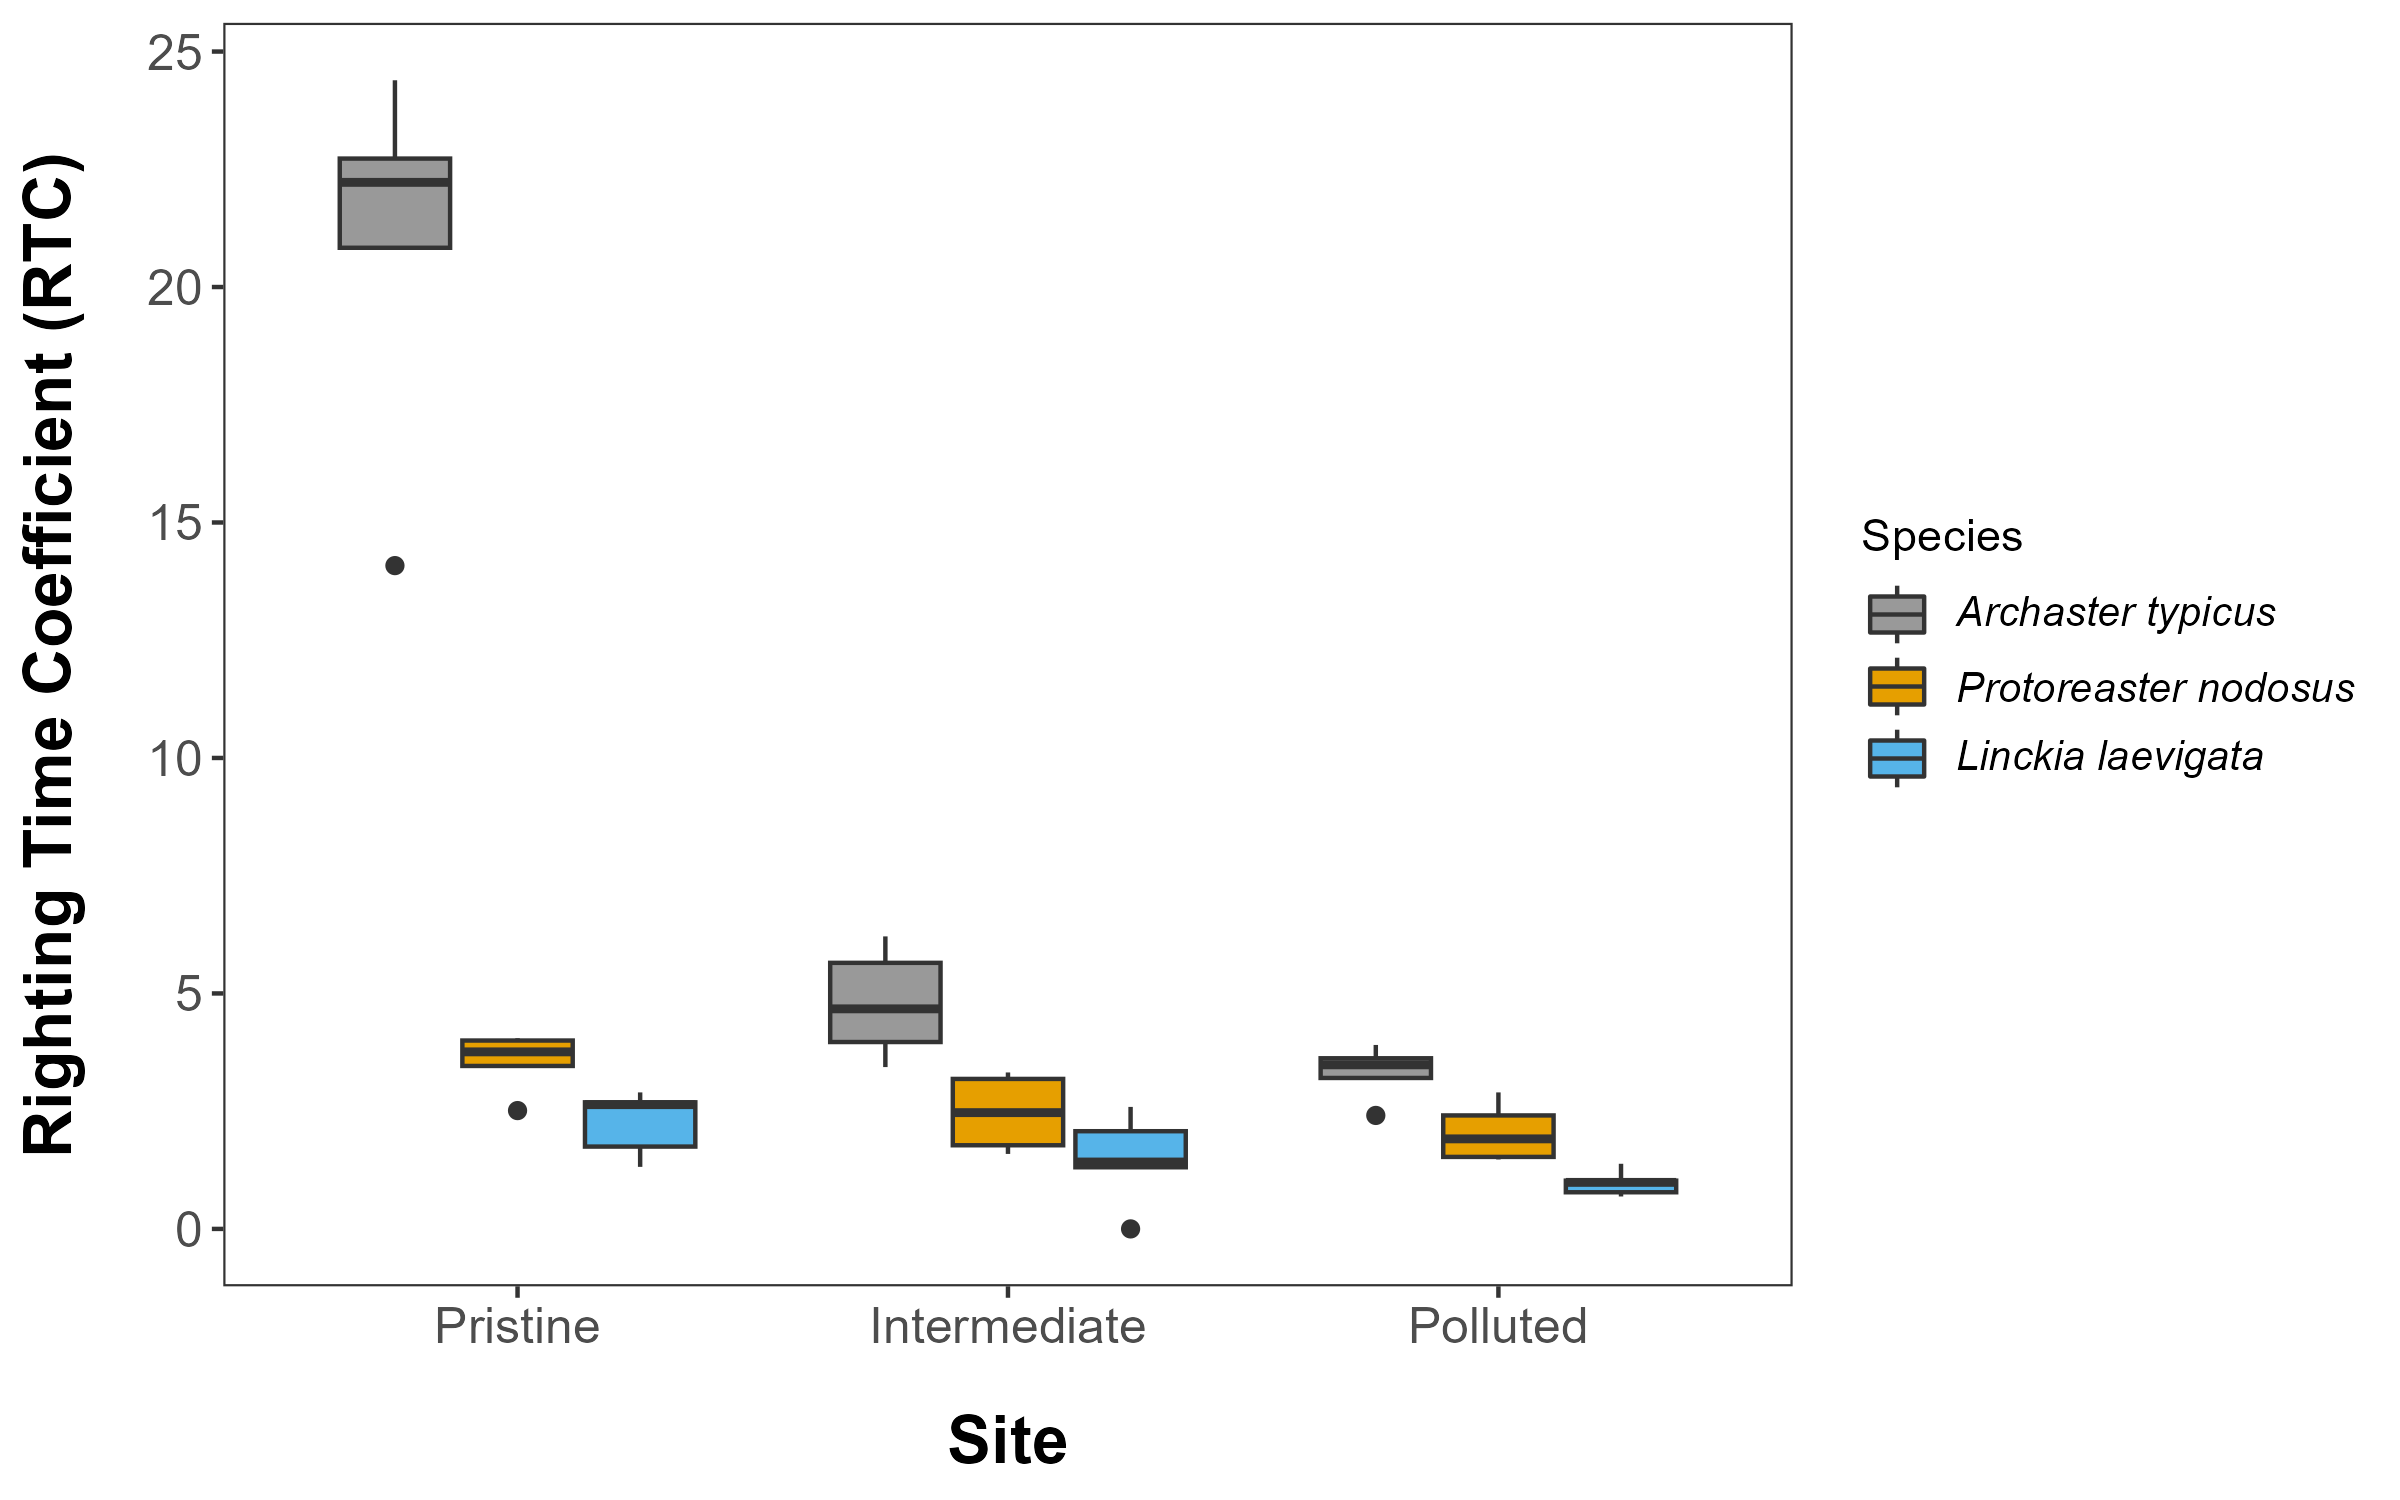 Righting Time Coefficient (RTC)
25
20
15
10
5
0
Pristine Intermediate Polluted
Site
Species
Archaster typicus
Protoreaster nodosus
Linckia laevigata